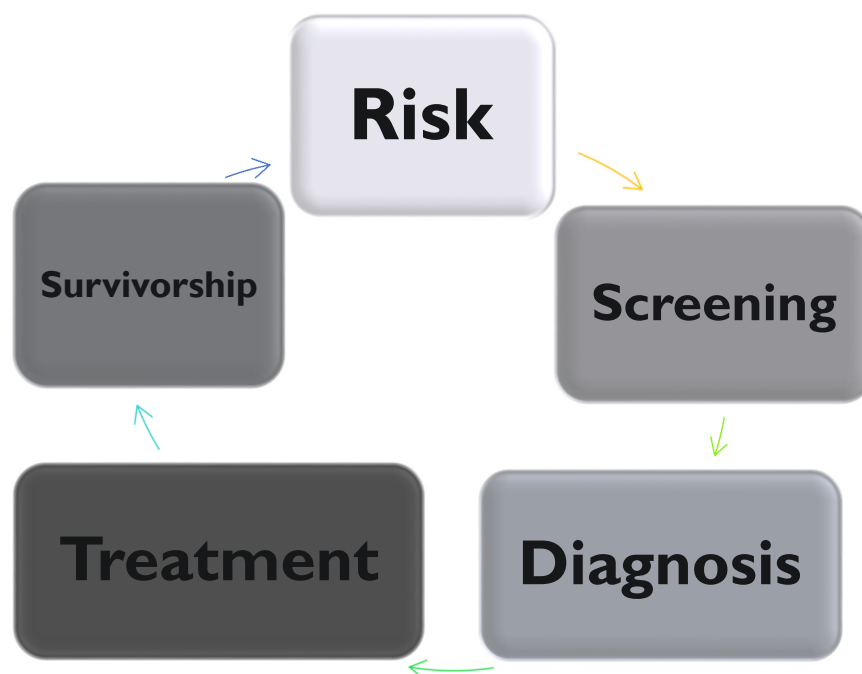 Risk
Screening
Diagnosis
Treatment
Survivorship